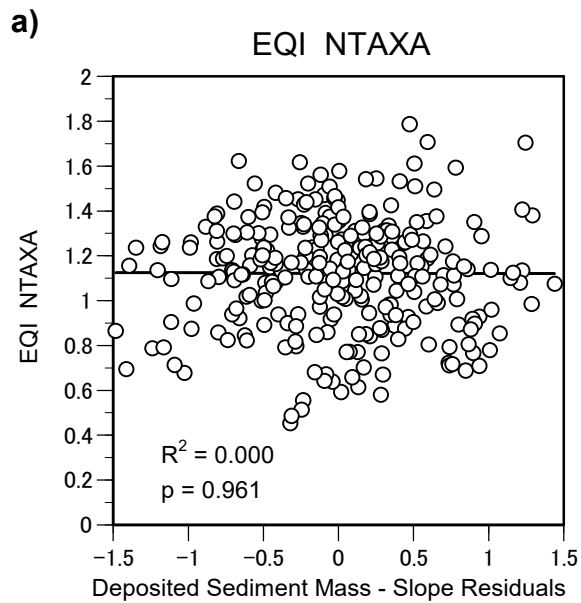 a)
EQI NTAXA
2
1.8
1.6
1.4
1.2
1
0.8
0.6
0.4
0.2
0
EQI NTAXA
R² = 0.000
p = 0.961
−1.5 −1 −0.5 0 0.5 1 1.5
Deposited Sediment Mass - Slope Residuals